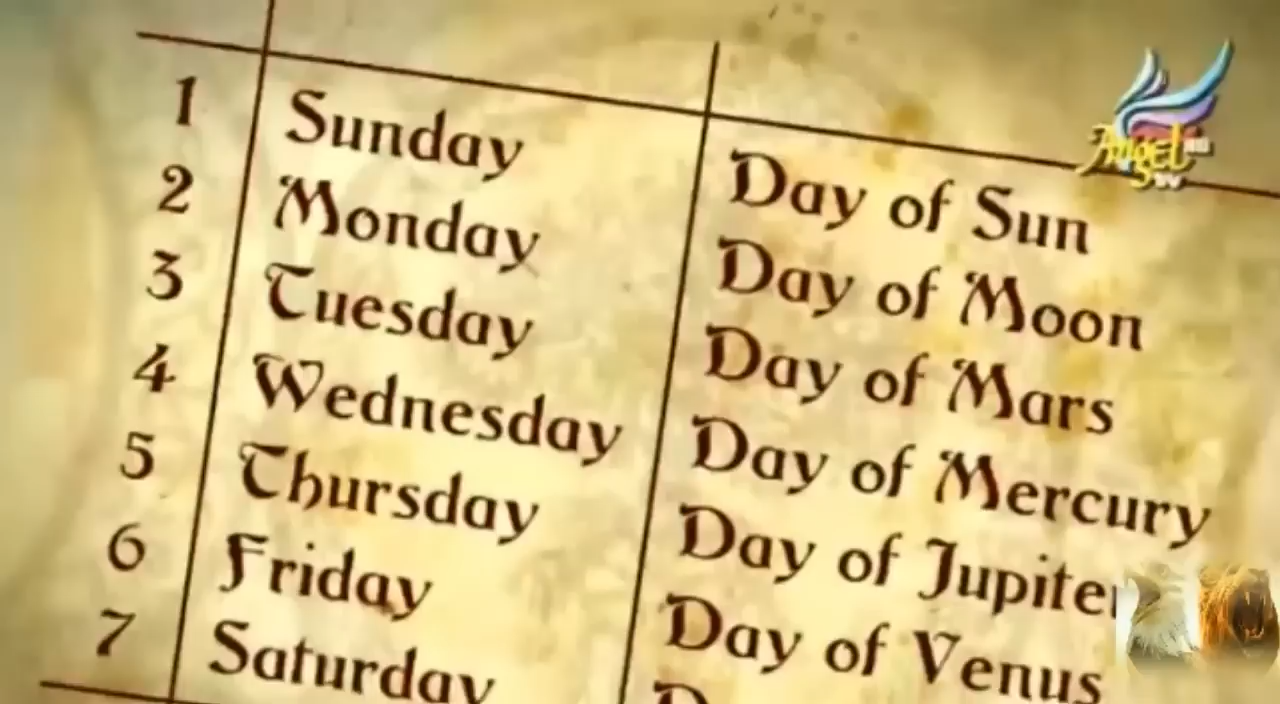 1 Sunday Day of Sun
2 Monday Day of Moon
3 Tuesday Day of Mars
4 Wednesday Day of Mercury
5 Thursday Day of Jupiter
6 Friday Day of Venus
7 Saturday
Angel
TV
HD